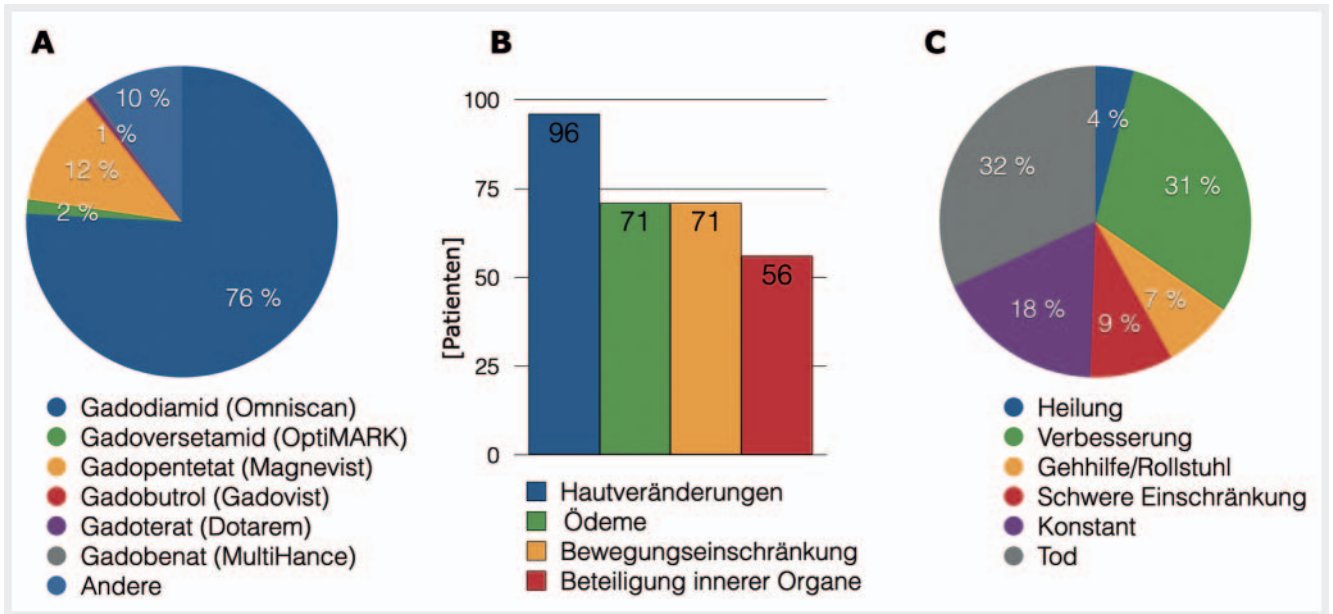 A
10 %
1 %
12 %
2 %
76 %
Gadodiamid (Omniscan)
Gadoversetamid (OptiMARK)
Gadopentetat (Magnevist)
Gadobutrol (Gadovist)
Gadoterat (Dotarem)
Gadobenat (MultiHance)
Andere
B
[Patienten]
100
75
50
25
0
96
71
71
56
Hautveränderungen
Ödeme
Bewegungseinschränkung
Beteiligung innerer Organe
C
4 %
31 %
7 %
9 %
18 %
32 %
Heilung
Verbesserung
Gehhilfe/Rollstuhl
Schwere Einschränkung
Konstant
Tod